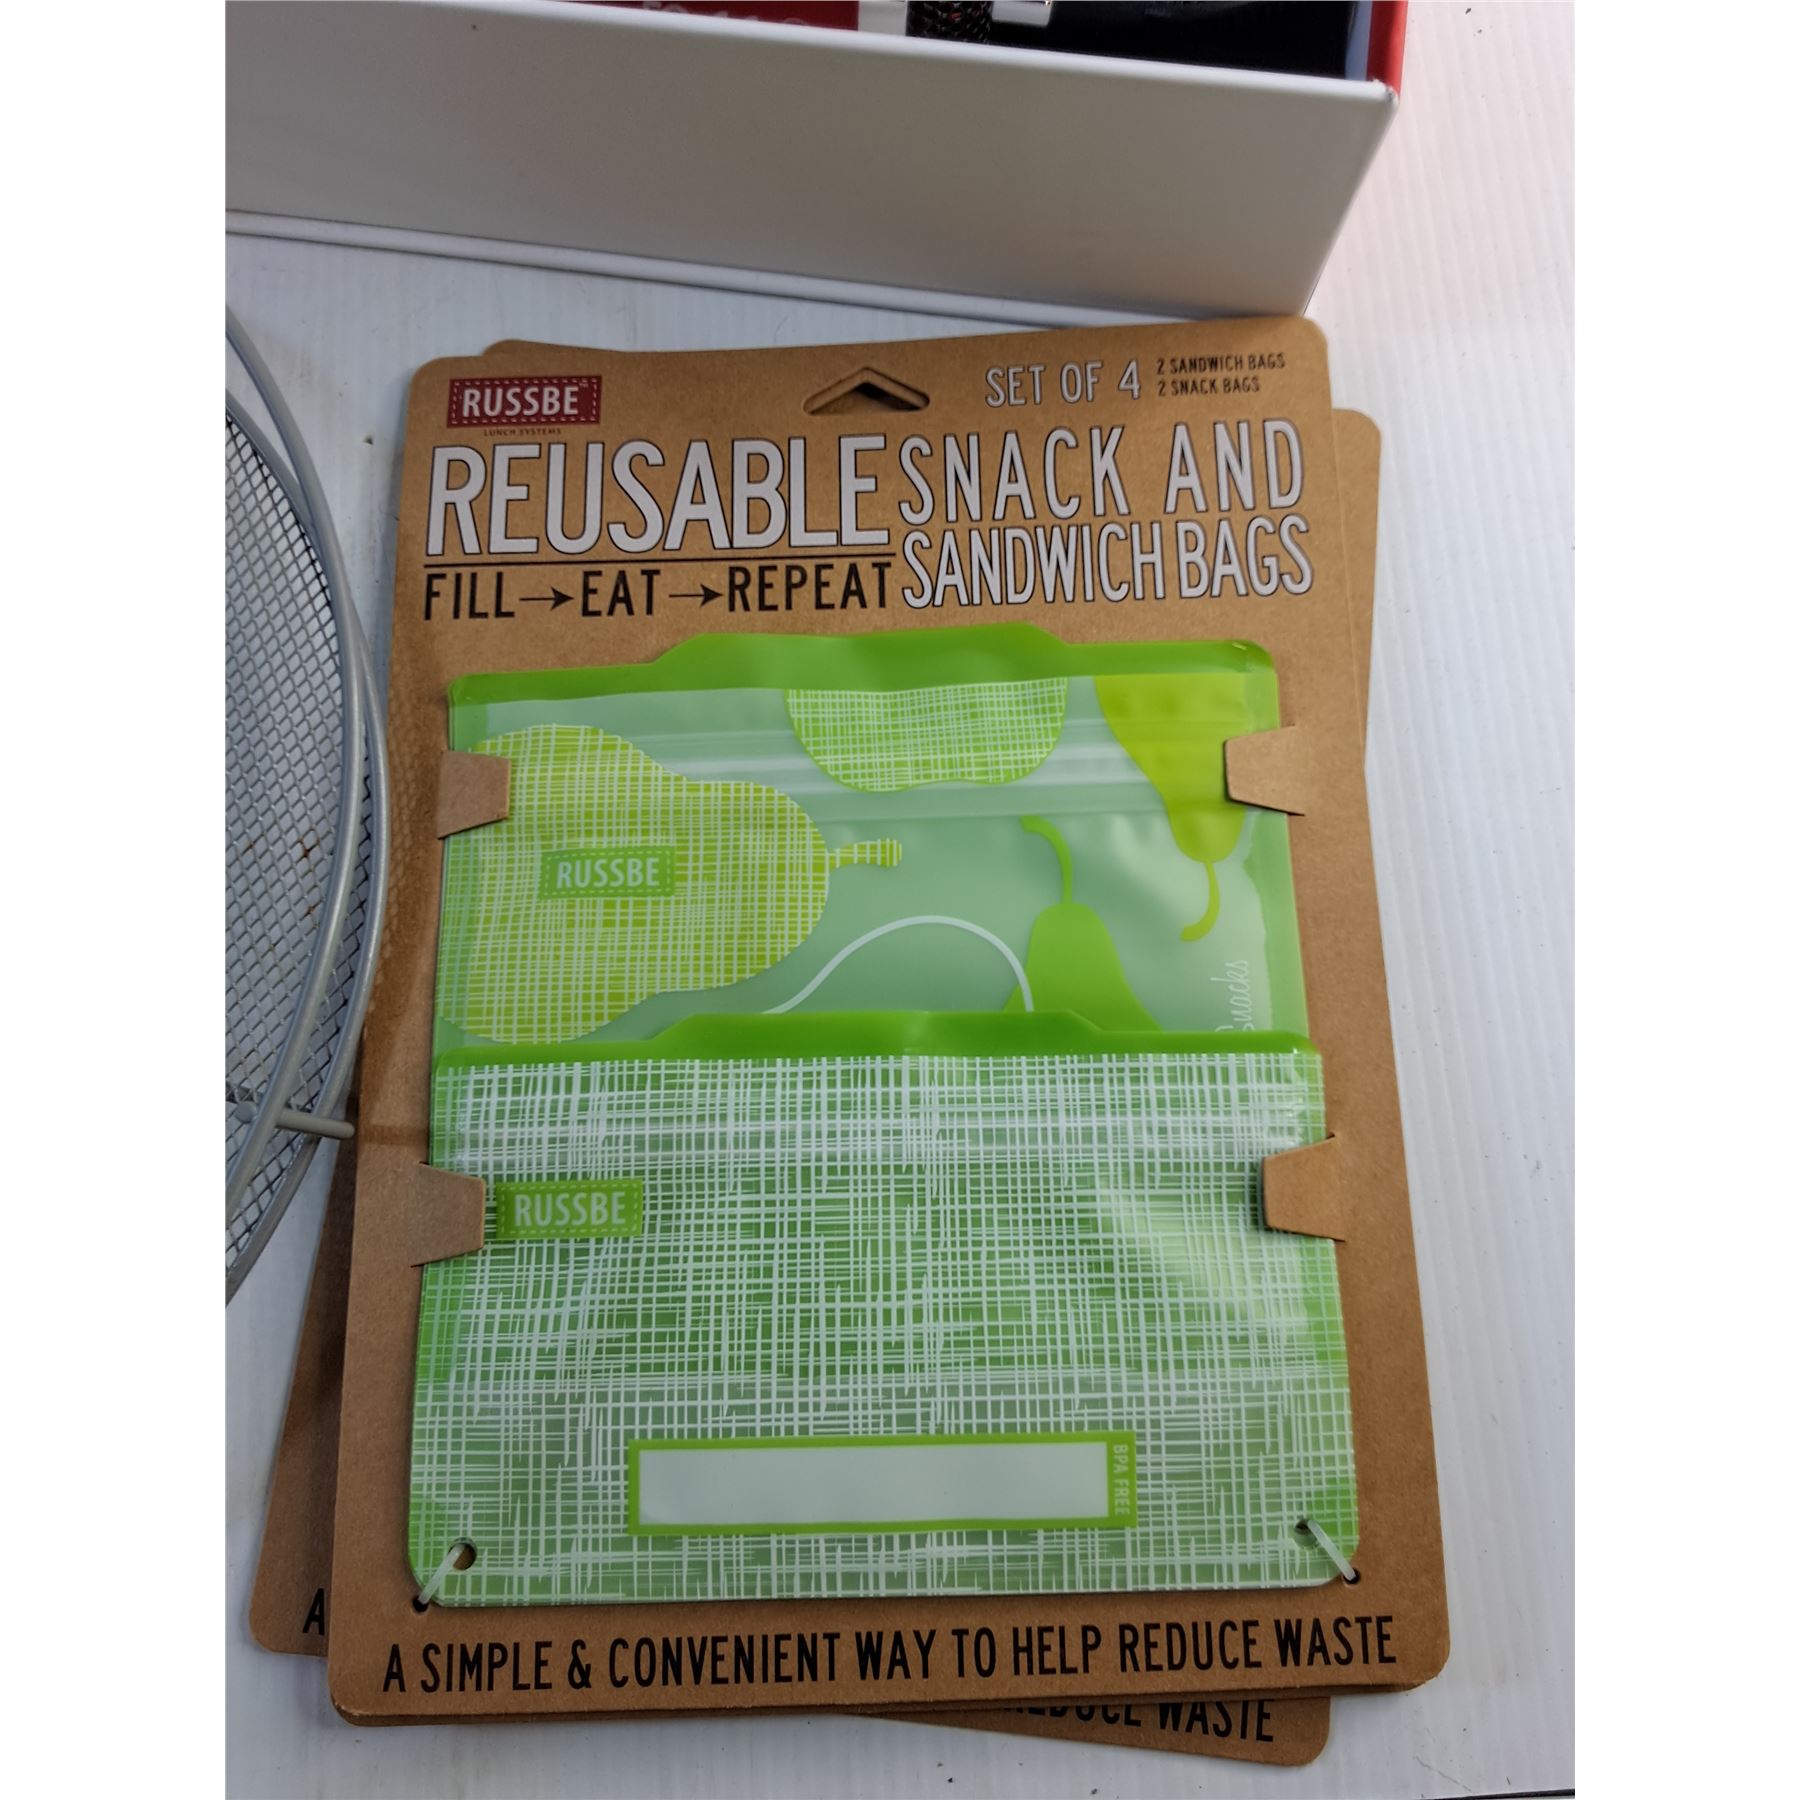 RUSSBE
LUNCH SYSTEMS
SET OF 4
2 SANDWICH BAGS
2 SNACK BAGS
REUSABLE
SNACK AND
SANDWICH BAGS
FILL→EAT→REPEAT
RUSSBE
Snacks
RUSSBE
BPA FREE
A SIMPLE & CONVENIENT WAY TO HELP REDUCE WASTE
A
REDUCE WASTE